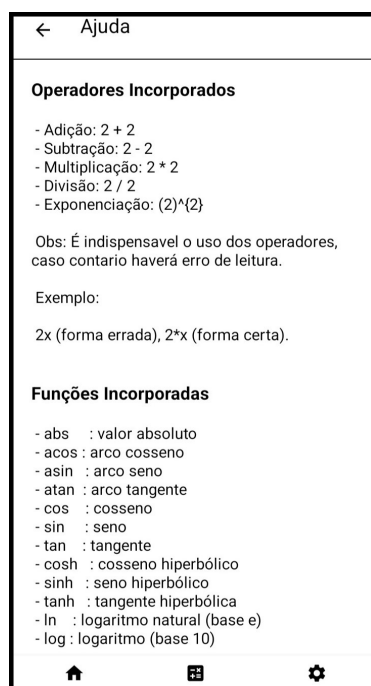 Ajuda
Operadores Incorporados
- Adição: 2 + 2
- Subtração: 2 - 2
- Multiplicação: 2 * 2
- Divisão: 2 / 2
- Exponenciação: (2)^{2}
Obs: É indispensavel o uso dos operadores,
caso contario haverá erro de leitura.
Exemplo:
2x (forma errada), 2*x (forma certa).
Funções Incorporadas
- abs : valor absoluto
- acos : arco cosseno
- asin : arco seno
- atan : arco tangente
- cos : cosseno
- sin : seno
- tan : tangente
- cosh : cosseno hiperbólico
- sinh : seno hiperbólico
- tanh : tangente hiperbólica
- ln : logaritmo natural (base e)
- log : logaritmo (base 10)